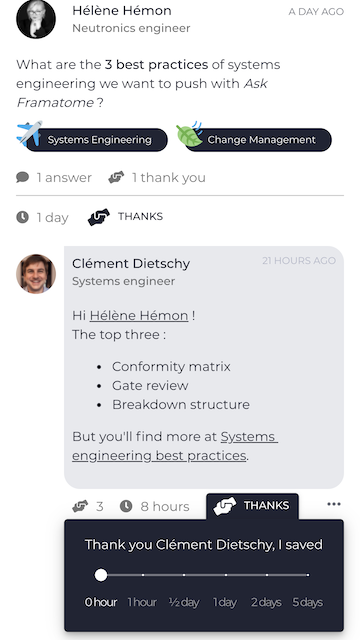 Hélène Hémon
A DAY AGO
Neutronics engineer
What are the 3 best practices of systems
engineering we want to push with Ask
Framatome ?
Systems Engineering
Change Management
1 answer
1 thank you
1 day
THANKS
Clément Dietschy
21 HOURS AGO
Systems engineer
Hi Hélène Hémon !
The top three :
• Conformity matrix
• Gate review
• Breakdown structure
But you'll find more at Systems
engineering best practices.
3
8 hours
THANKS
Thank you Clément Dietschy, I saved
0 hour
1 hour
½ day
1 day
2 days
5 days